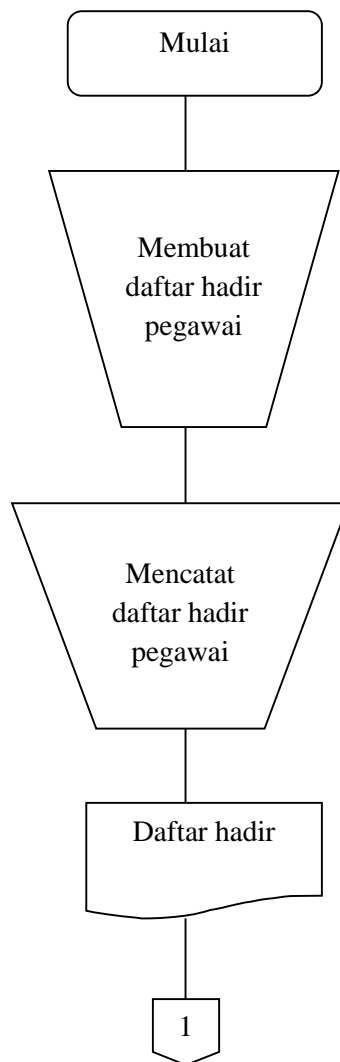 Mulai
Membuat
daftar hadir
pegawai
Mencatat
daftar hadir
pegawai
Daftar hadir
1